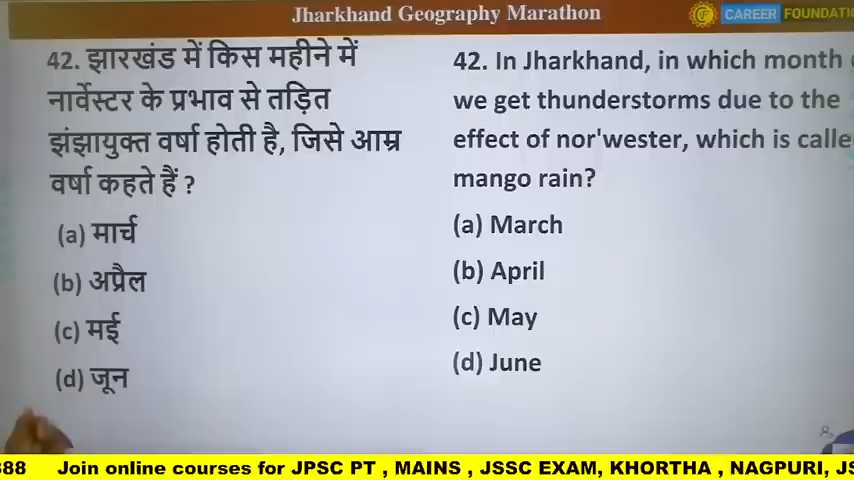 Jharkhand Geography Marathon
CAREER FOUNDATIO
42. झारखंड में किस महीने में
नार्वेस्टर के प्रभाव से तड़ित
झंझायुक्त वर्षा होती है, जिसे आम्र
वर्षा कहते हैं ?
(a) मार्च
(b) अप्रैल
(c) मई
(d) जून
42. In Jharkhand, in which month
we get thunderstorms due to the
effect of nor'wester, which is calle
mango rain?
(a) March
(b) April
(c) May
(d) June
388 Join online courses for JPSC PT , MAINS , JSSC EXAM, KHORTHA , NAGPURI, JS